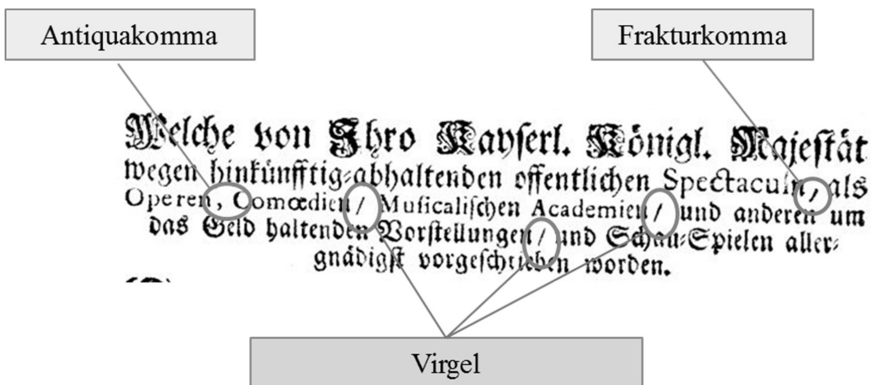 Antiquakomma
Frakturkomma
Welche von Ihro Kayserl. Königl. Majestät
wegen hinkünfftig-abhaltenden offentlichen Spectaculn, als
Operen, Comœdien / Musicalischen Academien / und anderen um
das Geld haltenden Vorstellungen / und Schau-Spielen aller-
gnädigst vorgeschrieben worden.
Virgel